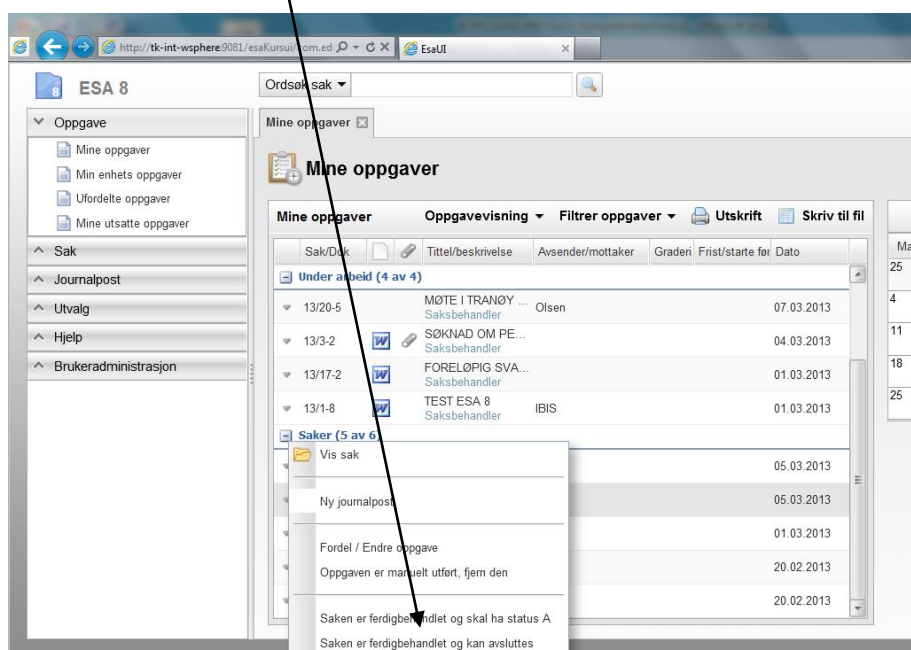 http://tk-int-wsphere:9081/esaKursui/com.ed
EsaUI
ESA 8
Ordsøk sak
Oppgave
Mine oppgaver
Min enhets oppgaver
Ufordelte oppgaver
Mine utsatte oppgaver
Sak
Journalpost
Utvalg
Hjelp
Brukeradministrasjon
Mine oppgaver
Mine oppgaver
Mine oppgaver Oppgavevisning Filtrer oppgaver Utskrift Skriv til fil
Sak/Dok Tittel/beskrivelse Avsender/mottaker Graderi Frist/starte før Dato
Under arbeid (4 av 4)
13/20-5 MØTE I TRANØY ... Olsen 07.03.2013
Saksbehandler
13/3-2 SØKNAD OM PE... 04.03.2013
Saksbehandler
13/17-2 FORELØPIG SVA... 01.03.2013
Saksbehandler
13/1-8 TEST ESA 8 IBIS 01.03.2013
Saksbehandler
Saker (5 av 6)
05.03.2013
05.03.2013
01.03.2013
20.02.2013
20.02.2013
Vis sak
Ny journalpost
Fordel / Endre oppgave
Oppgaven er manuelt utført, fjern den
Saken er ferdigbehandlet og skal ha status A
Saken er ferdigbehandlet og kan avsluttes
Ma
25
4
11
18
25